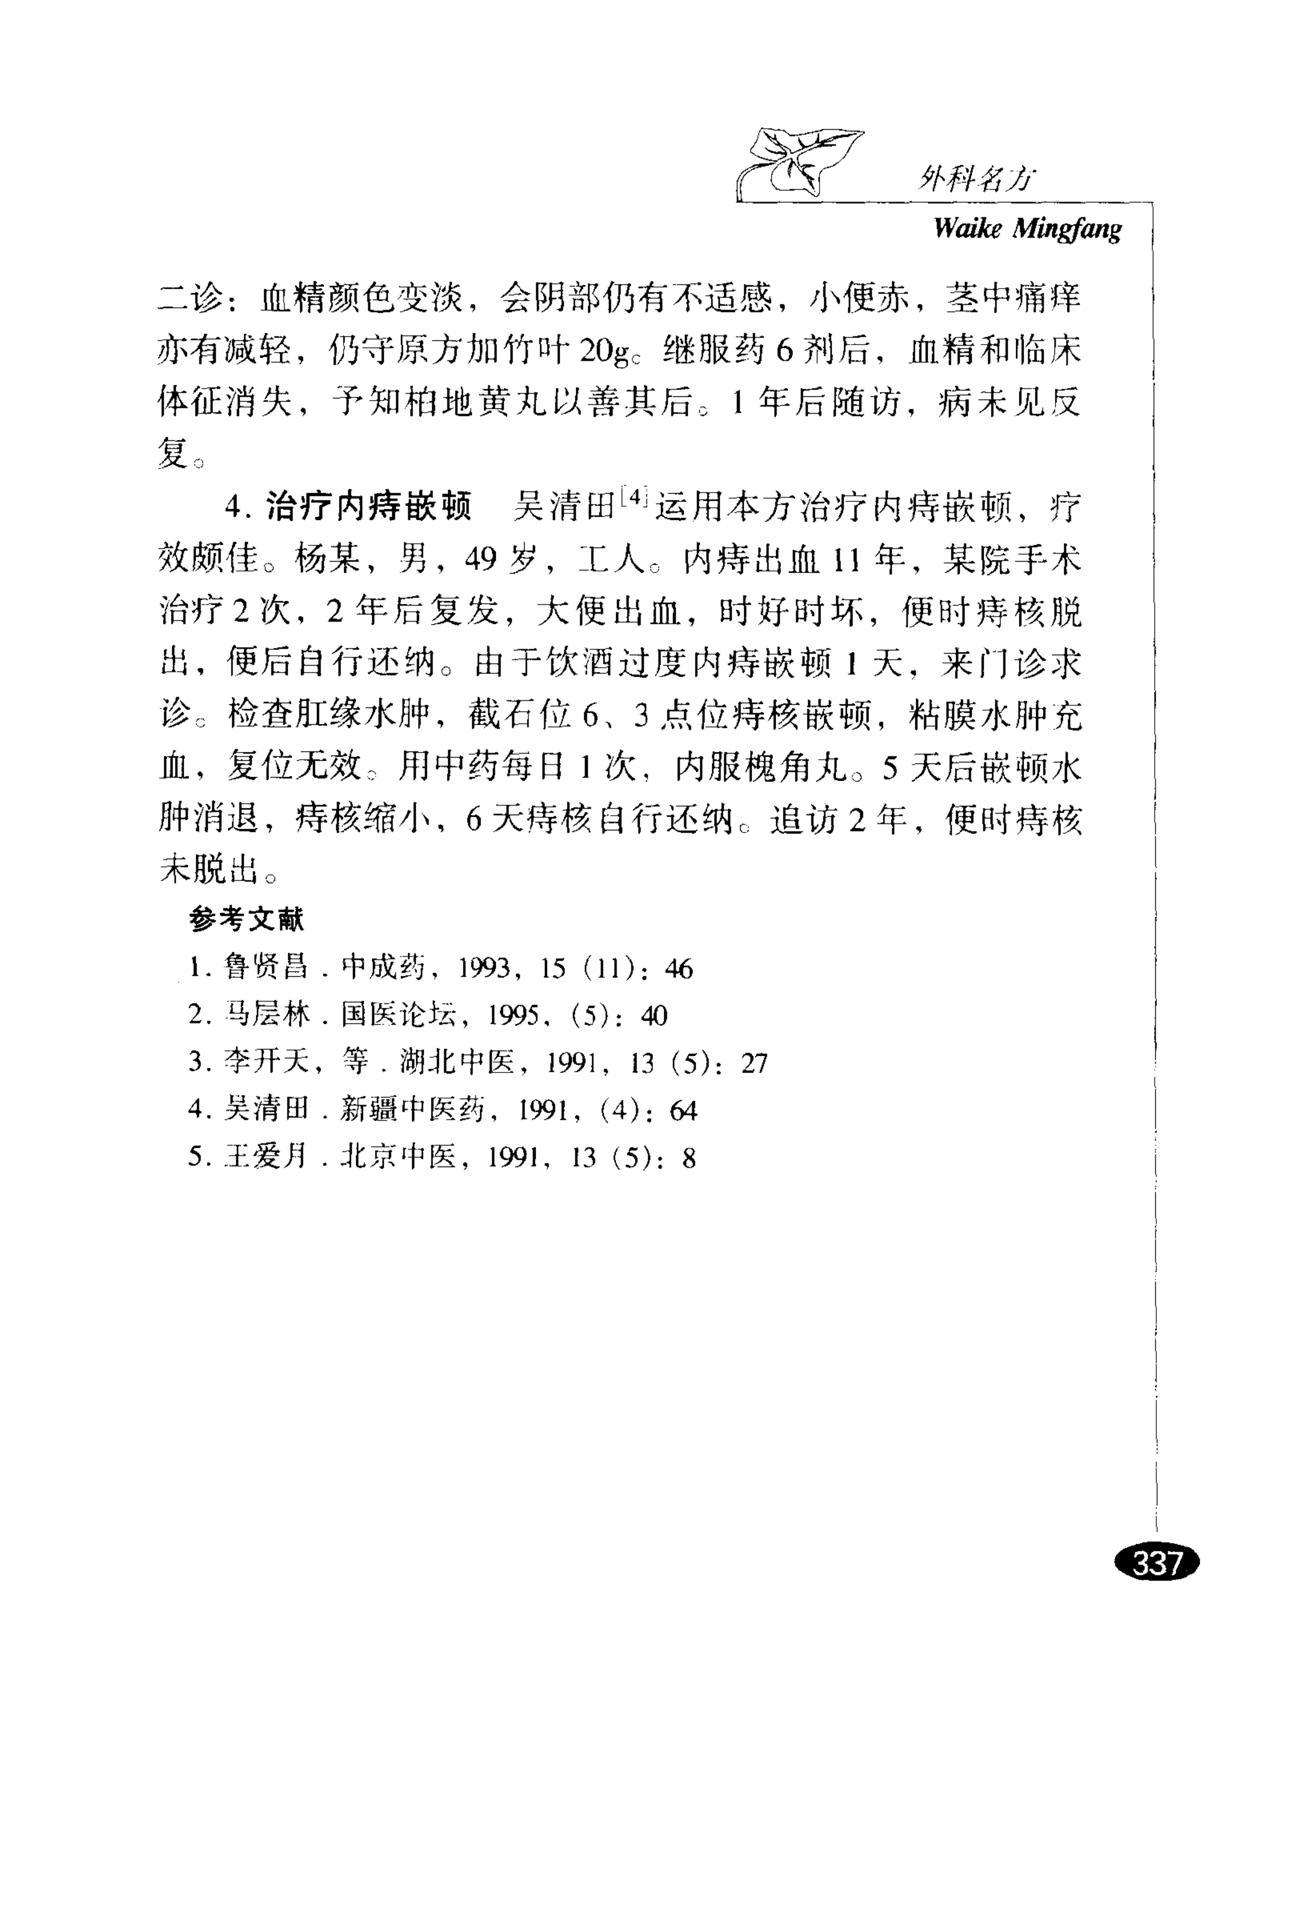 外科名方
Waike Mingfang
二诊：血精颜色变淡，会阴部仍有不适感，小便赤，茎中痛痒
亦有减轻，仍守原方加竹叶 20g。继服药 6 剂后，血精和临床
体征消失，予知柏地黄丸以善其后。1 年后随访，病未见反
复。
4. 治疗内痔嵌顿　吴清田[4]运用本方治疗内痔嵌顿，疗
效颇佳。杨某，男，49 岁，工人。内痔出血 11 年，某院手术
治疗 2 次，2 年后复发，大便出血，时好时坏，便时痔核脱
出，便后自行还纳。由于饮酒过度内痔嵌顿 1 天，来门诊求
诊。检查肛缘水肿，截石位 6、3 点位痔核嵌顿，粘膜水肿充
血，复位无效。用中药每日 1 次，内服槐角丸。5 天后嵌顿水
肿消退，痔核缩小，6 天痔核自行还纳。追访 2 年，便时痔核
未脱出。
参考文献
1. 鲁贤昌．中成药，1993，15（11）：46
2. 马层林．国医论坛，1995，（5）：40
3. 李开天，等．湖北中医，1991，13（5）：27
4. 吴清田．新疆中医药，1991，（4）：64
5. 王爱月．北京中医，1991，13（5）：8
337